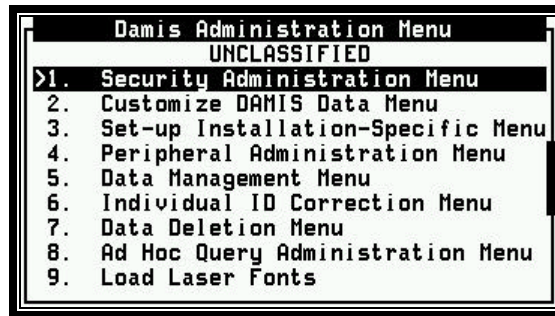 Damis Administration Menu
UNCLASSIFIED
>1. Security Administration Menu
2. Customize DAMIS Data Menu
3. Set-up Installation-Specific Menu
4. Peripheral Administration Menu
5. Data Management Menu
6. Individual ID Correction Menu
7. Data Deletion Menu
8. Ad Hoc Query Administration Menu
9. Load Laser Fonts